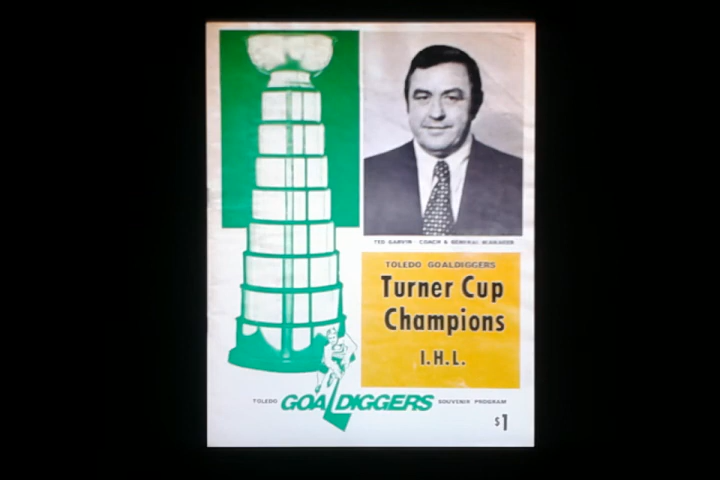 TED GARVIN - COACH & GENERAL MANAGER
TOLEDO GOALDIGGERS
Turner Cup
Champions
I.H.L.
TOLEDO GOALDIGGERS SOUVENIR PROGRAM
$1